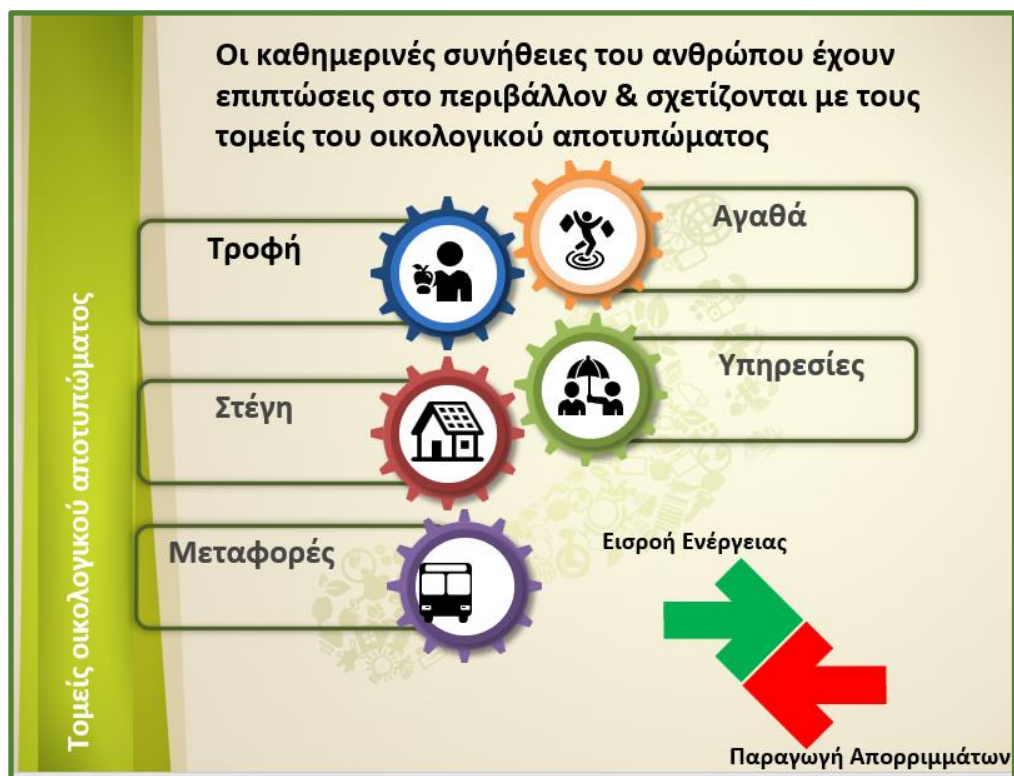 Οι καθημερινές συνήθειες του ανθρώπου έχουν
επιπτώσεις στο περιβάλλον & σχετίζονται με τους
τομείς του οικολογικού αποτυπώματος
Τροφή
Αγαθά
Στέγη
Υπηρεσίες
Μεταφορές
Εισροή Ενέργειας
Παραγωγή Απορριμμάτων
Τομείς οικολογικού αποτυπώματος